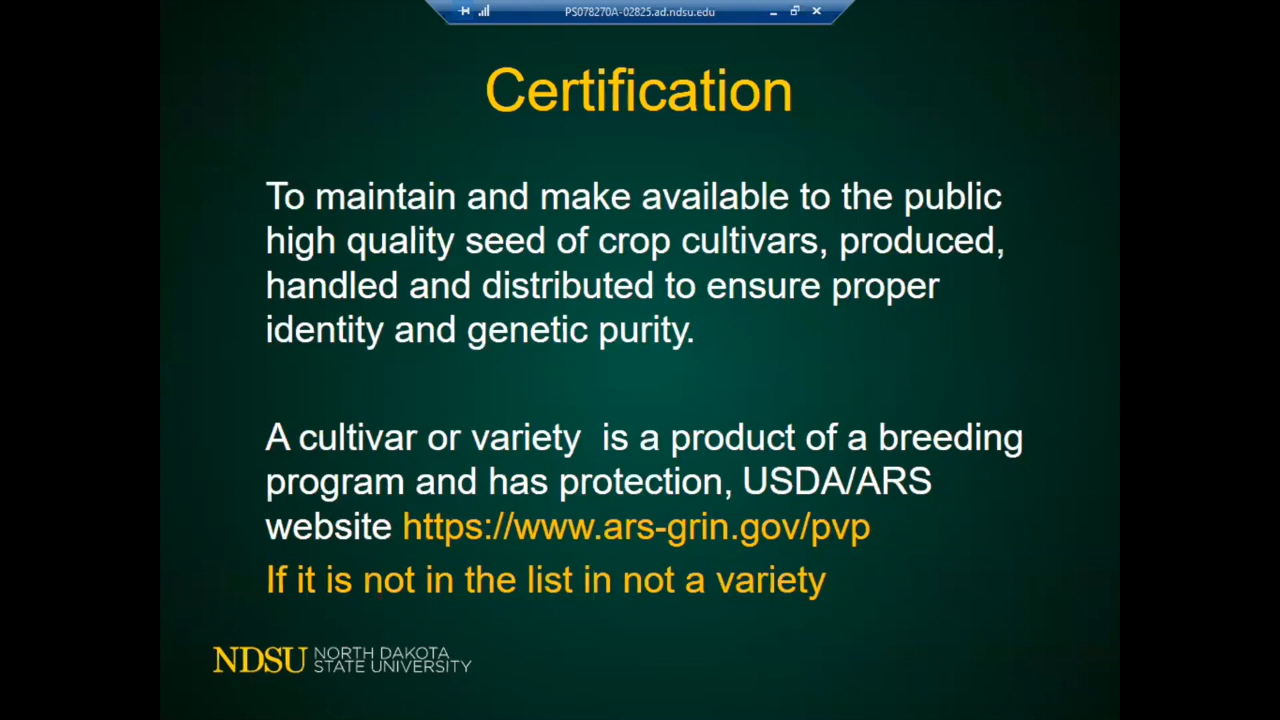 PS078270A-02825.ad.ndsu.edu
Certification
To maintain and make available to the public
high quality seed of crop cultivars, produced,
handled and distributed to ensure proper
identity and genetic purity.
A cultivar or variety  is a product of a breeding
program and has protection, USDA/ARS
website https://www.ars-grin.gov/pvp
If it is not in the list in not a variety
NDSU NORTH DAKOTA
STATE UNIVERSITY